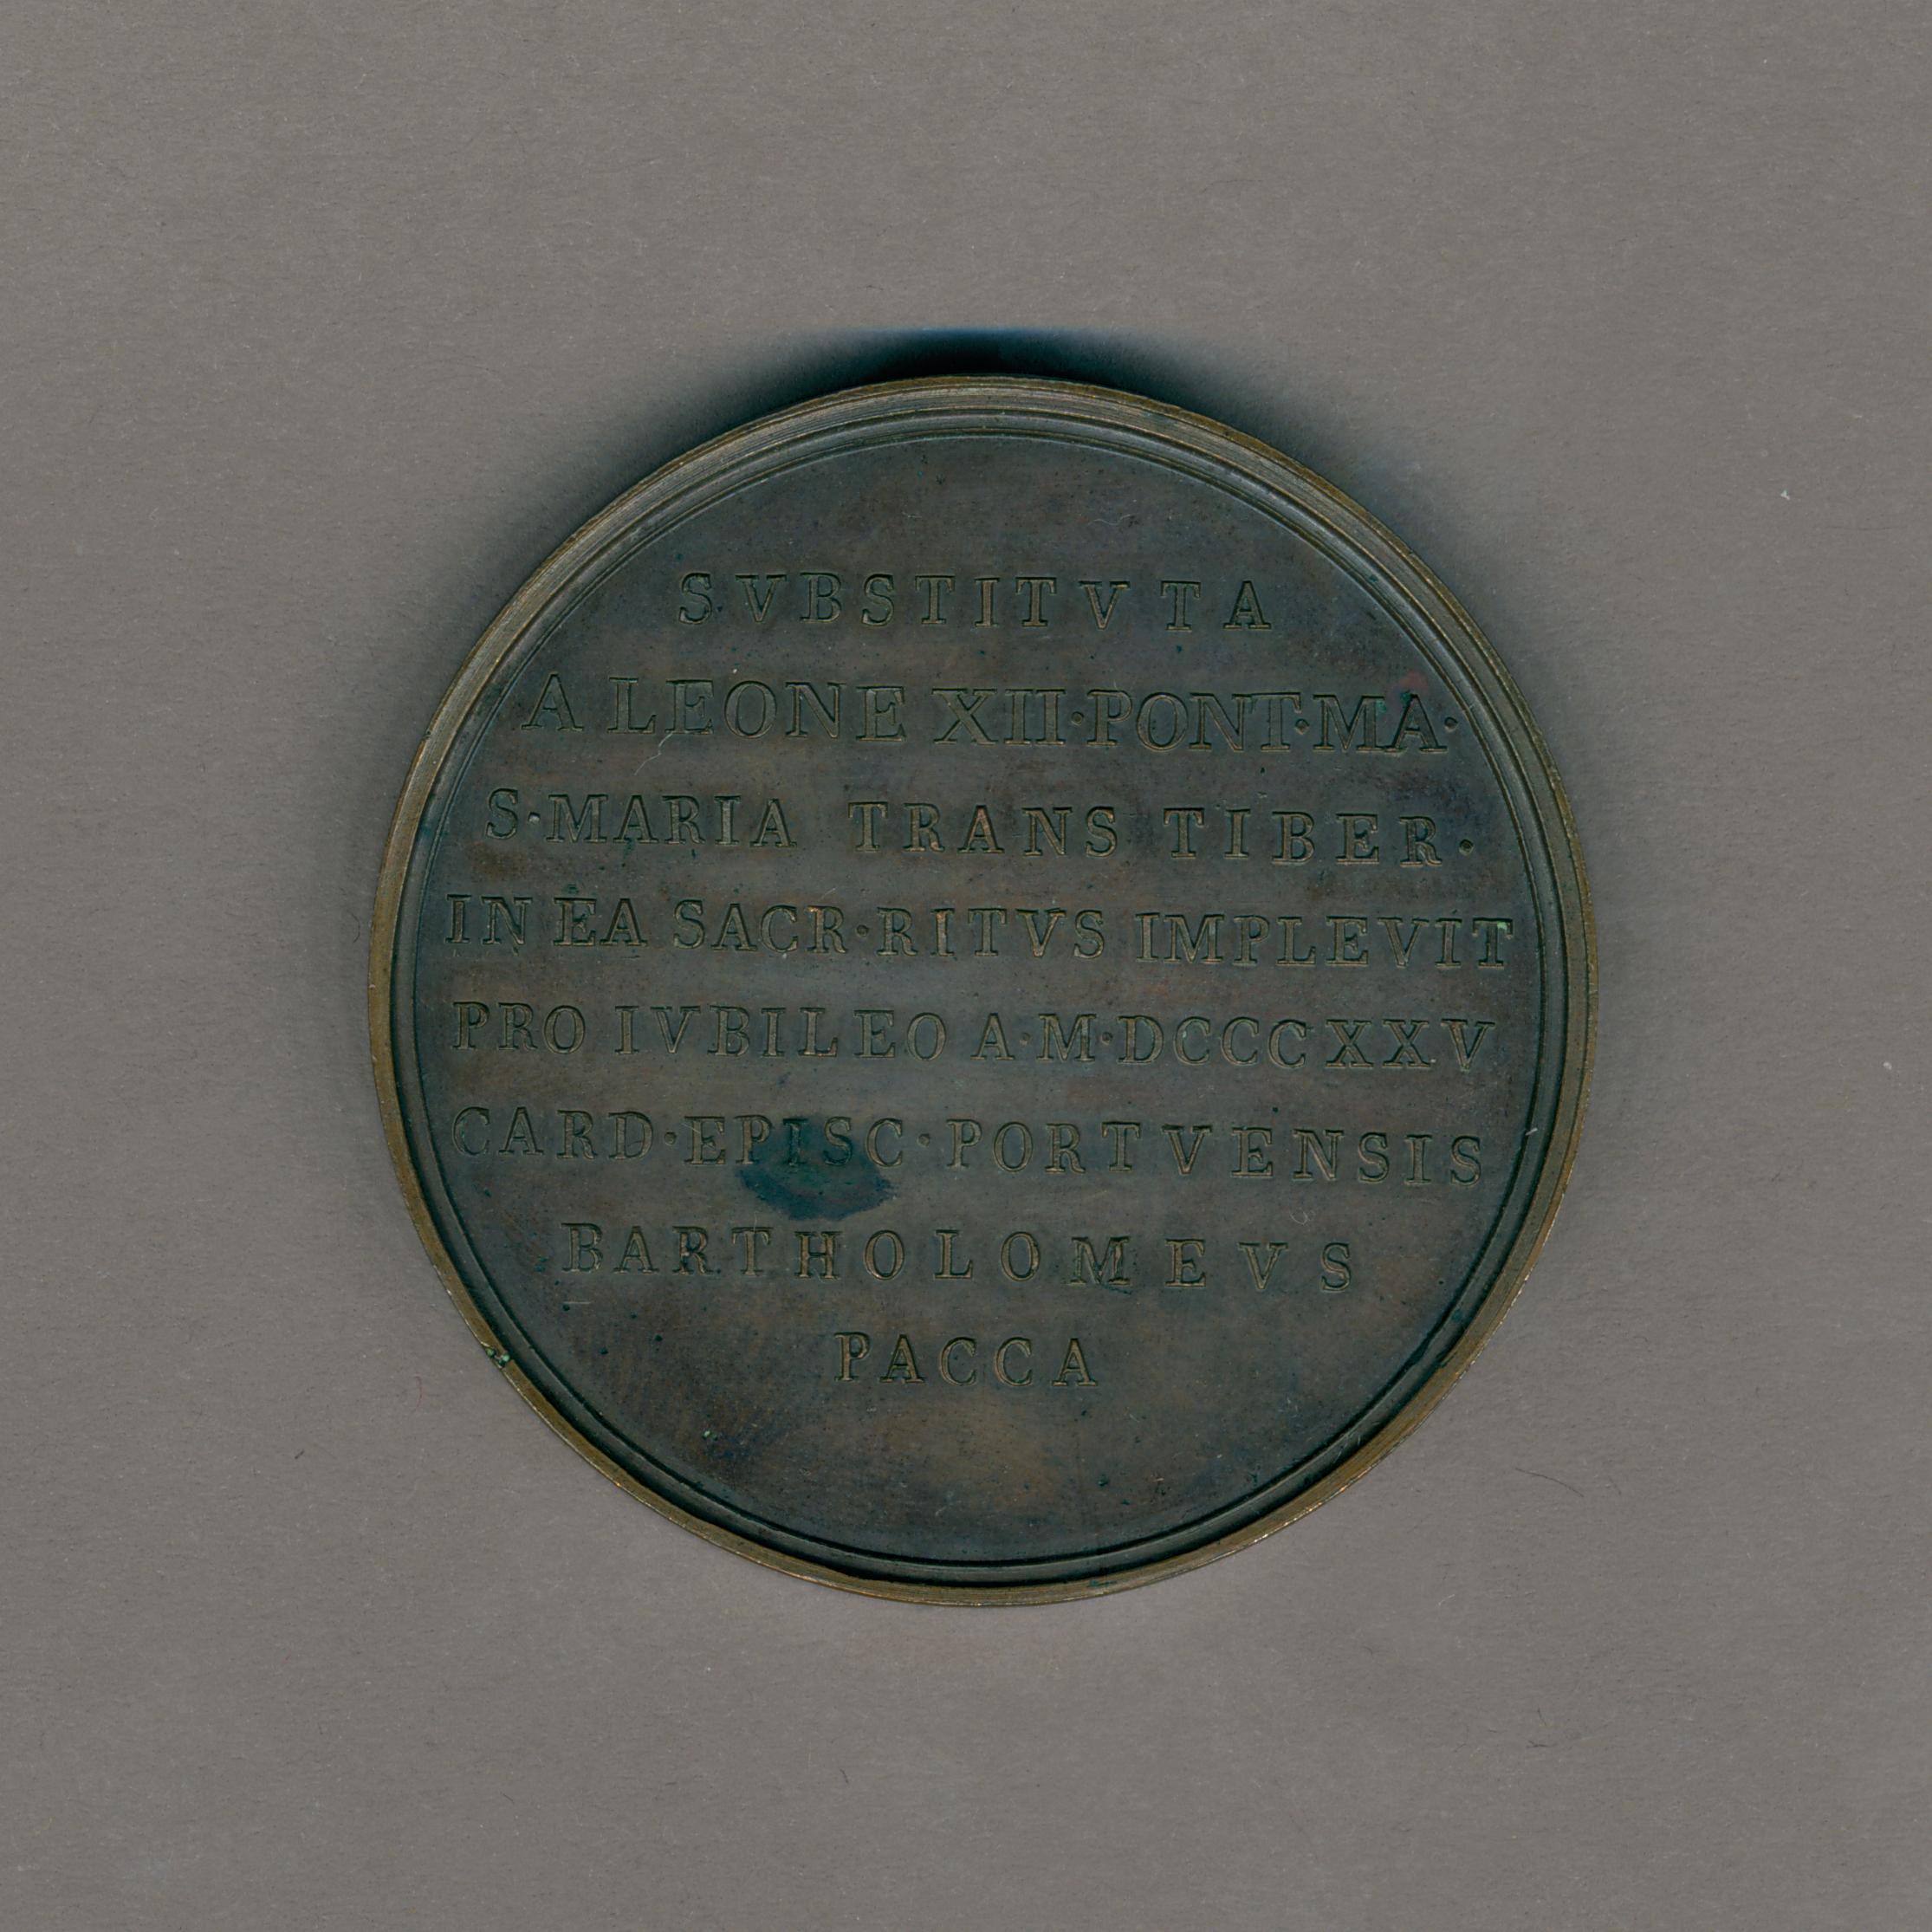 SVBSTITVTA
A LEONE XII·PONT·MA·
S·MARIA TRANS TIBER·
IN EA SACR·RITVS IMPLEVIT
PRO IVBILEO A·M·DCCCXXV
CARD·EPISC·PORTVENSIS
BARTHOLOMEVS
PACCA